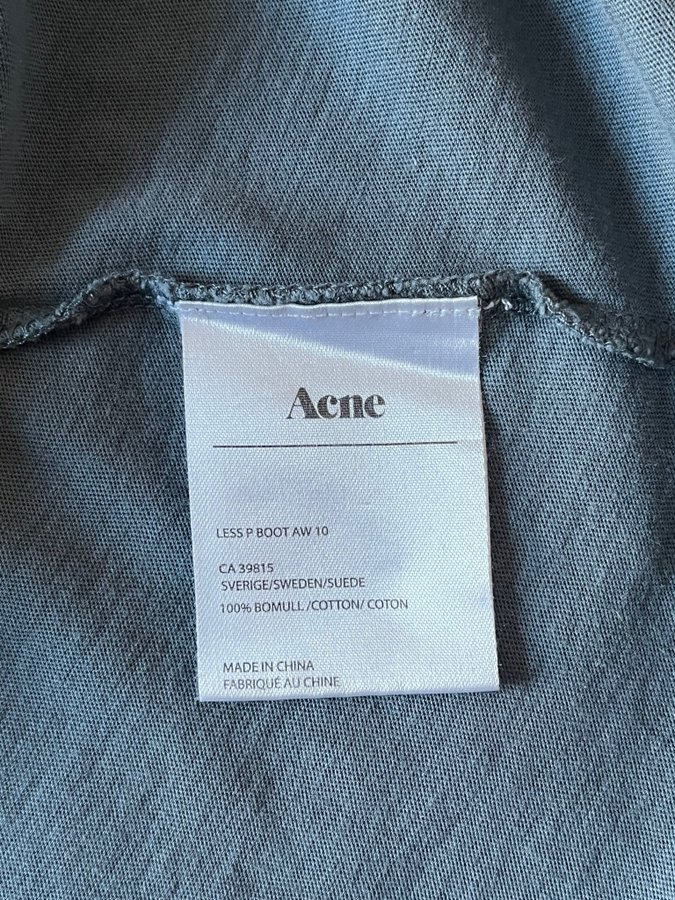 Acne
LESS P BOOT AW 10
CA 39815
SVERIGE/SWEDEN/SUEDE
100% BOMULL /COTTON/ COTON
MADE IN CHINA
FABRIQUÉ AU CHINE